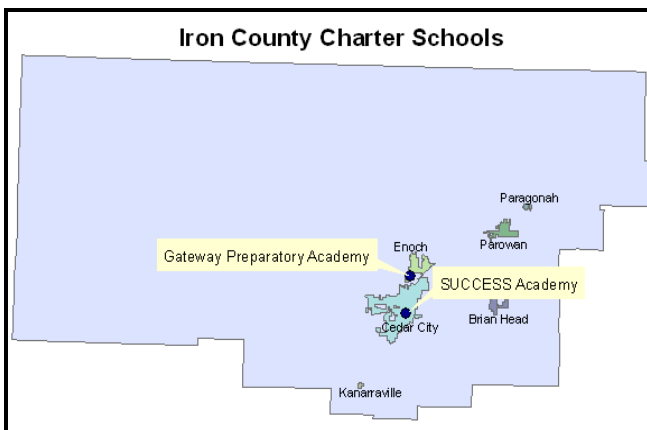 Iron County Charter Schools
Paragonah
Parowan
Enoch
Gateway Preparatory Academy
SUCCESS Academy
Brian Head
Cedar City
Kanarraville